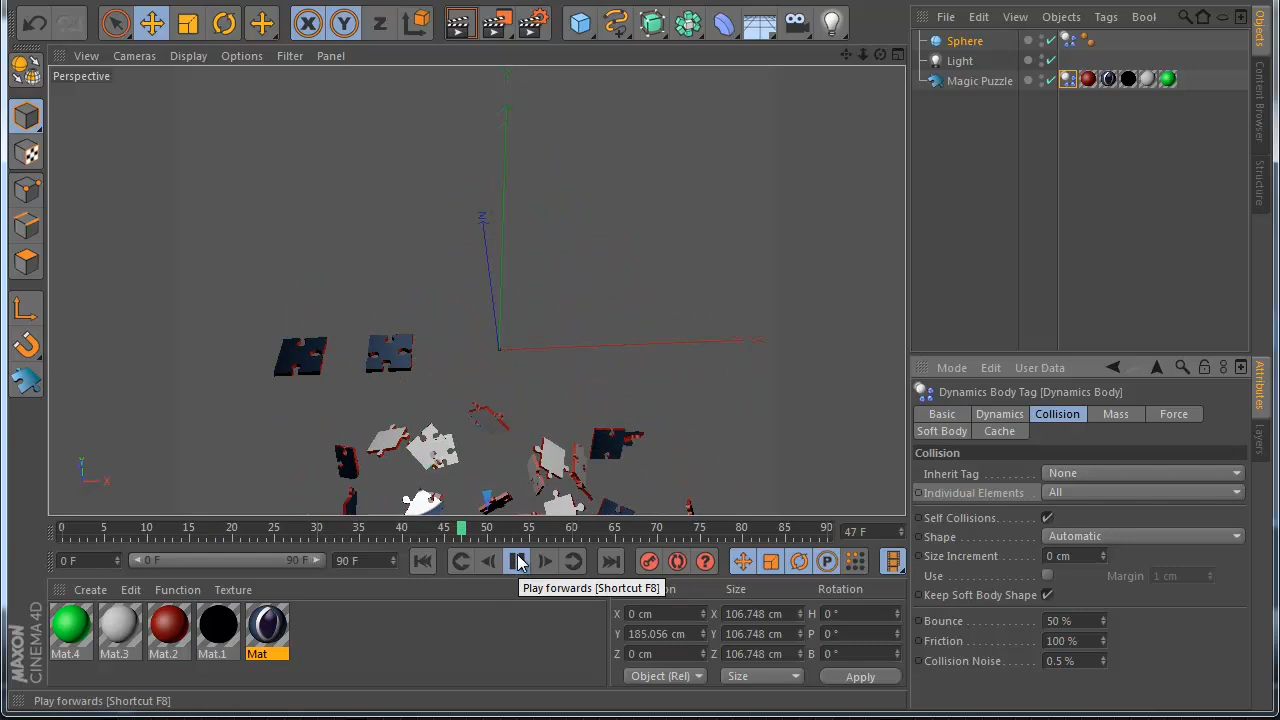 File Edit View Objects Tags Bool
View Cameras Display Options Filter Panel
Perspective
Sphere
Light
Magic Puzzle
Objects
Content Browser
Structure
Z
X
Y
X
Mode Edit User Data
Dynamics Body Tag [Dynamics Body]
Basic Dynamics Collision Mass Force
Soft Body Cache
Collision
Inherit Tag None
Individual Elements All
Self Collisions
Shape Automatic
Size Increment 0 cm
Use Margin 1 cm
Keep Soft Body Shape
Bounce 50 %
Friction 100 %
Collision Noise 0.5 %
Attributes
Layers
0 5 10 15 20 25 30 35 40 45 50 55 60 65 70 75 80 85 90 47 F
0 F 0 F 90 F 90 F
Play forwards [Shortcut F8]
Create Edit Function Texture
Mat.4 Mat.3 Mat.2 Mat.1 Mat
Size Rotation
X 0 cm X 106.748 cm H 0 °
Y 185.056 cm Y 106.748 cm P 0 °
Z 0 cm Z 106.748 cm B 0 °
Object (Rel) Size Apply
MAXON CINEMA 4D
Play forwards [Shortcut F8]